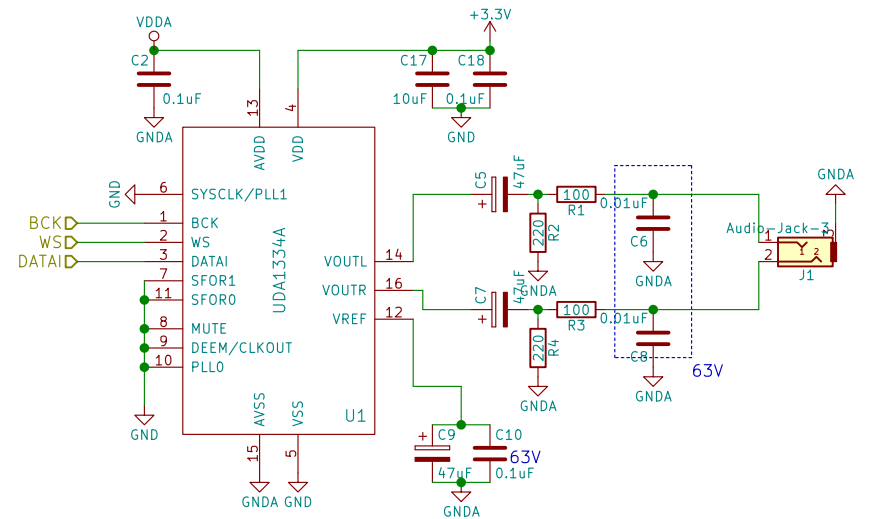 VDDA
+3.3V
C2
0.1uF
GNDA
C17
10uF
C18
0.1uF
GND
13
4
AVDD
VDD
GND
6
SYSCLK/PLL1
BCK
1
BCK
WS
2
WS
DATAI
3
DATAI
7
SFOR1
11
SFOR0
8
MUTE
9
DEEM/CLKOUT
10
PLL0
GND
UDA1334A
VOUTL
14
VOUTR
16
VREF
12
AVSS
VSS
U1
15
5
GNDA
GND
C5
47uF
+
100
R1
220
R2
GNDA
C7
47uF
+
100
R3
220
R4
GNDA
0.01uF
C6
GNDA
0.01uF
C8
GNDA
63V
GNDA
Audio-Jack-3
1
2
3
1
2
J1
+
C9
47uF
C10
63V
0.1uF
GNDA